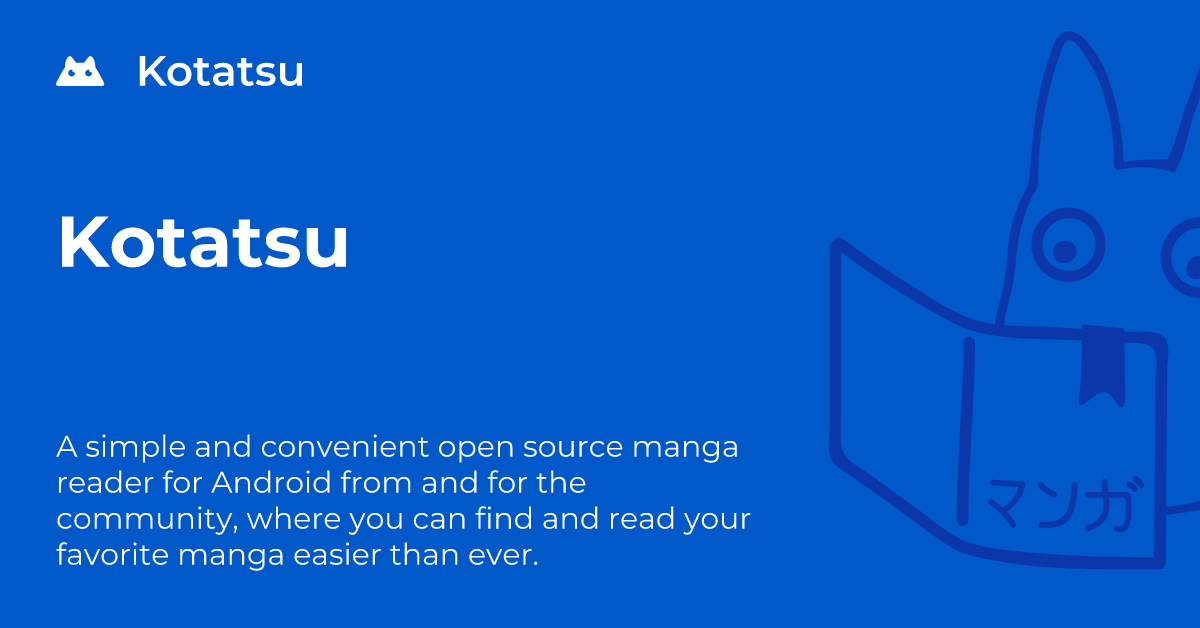 Kotatsu
Kotatsu
A simple and convenient open source manga
reader for Android from and for the
community, where you can find and read your
favorite manga easier than ever.
マンガ